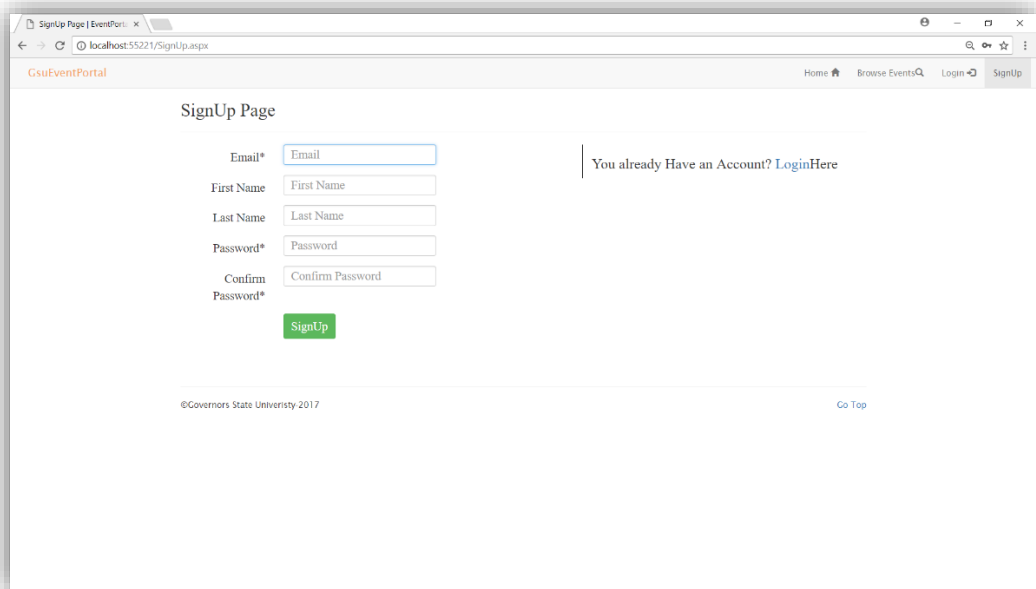 SignUp Page | EventPort
localhost:55221/SignUp.aspx
GsuEventPortal
Home Browse Events Login SignUp
SignUp Page
Email* Email
You already Have an Account? LoginHere
First Name First Name
Last Name Last Name
Password* Password
Confirm Password* Confirm Password
SignUp
©Governors State Univeristy-2017 Go Top